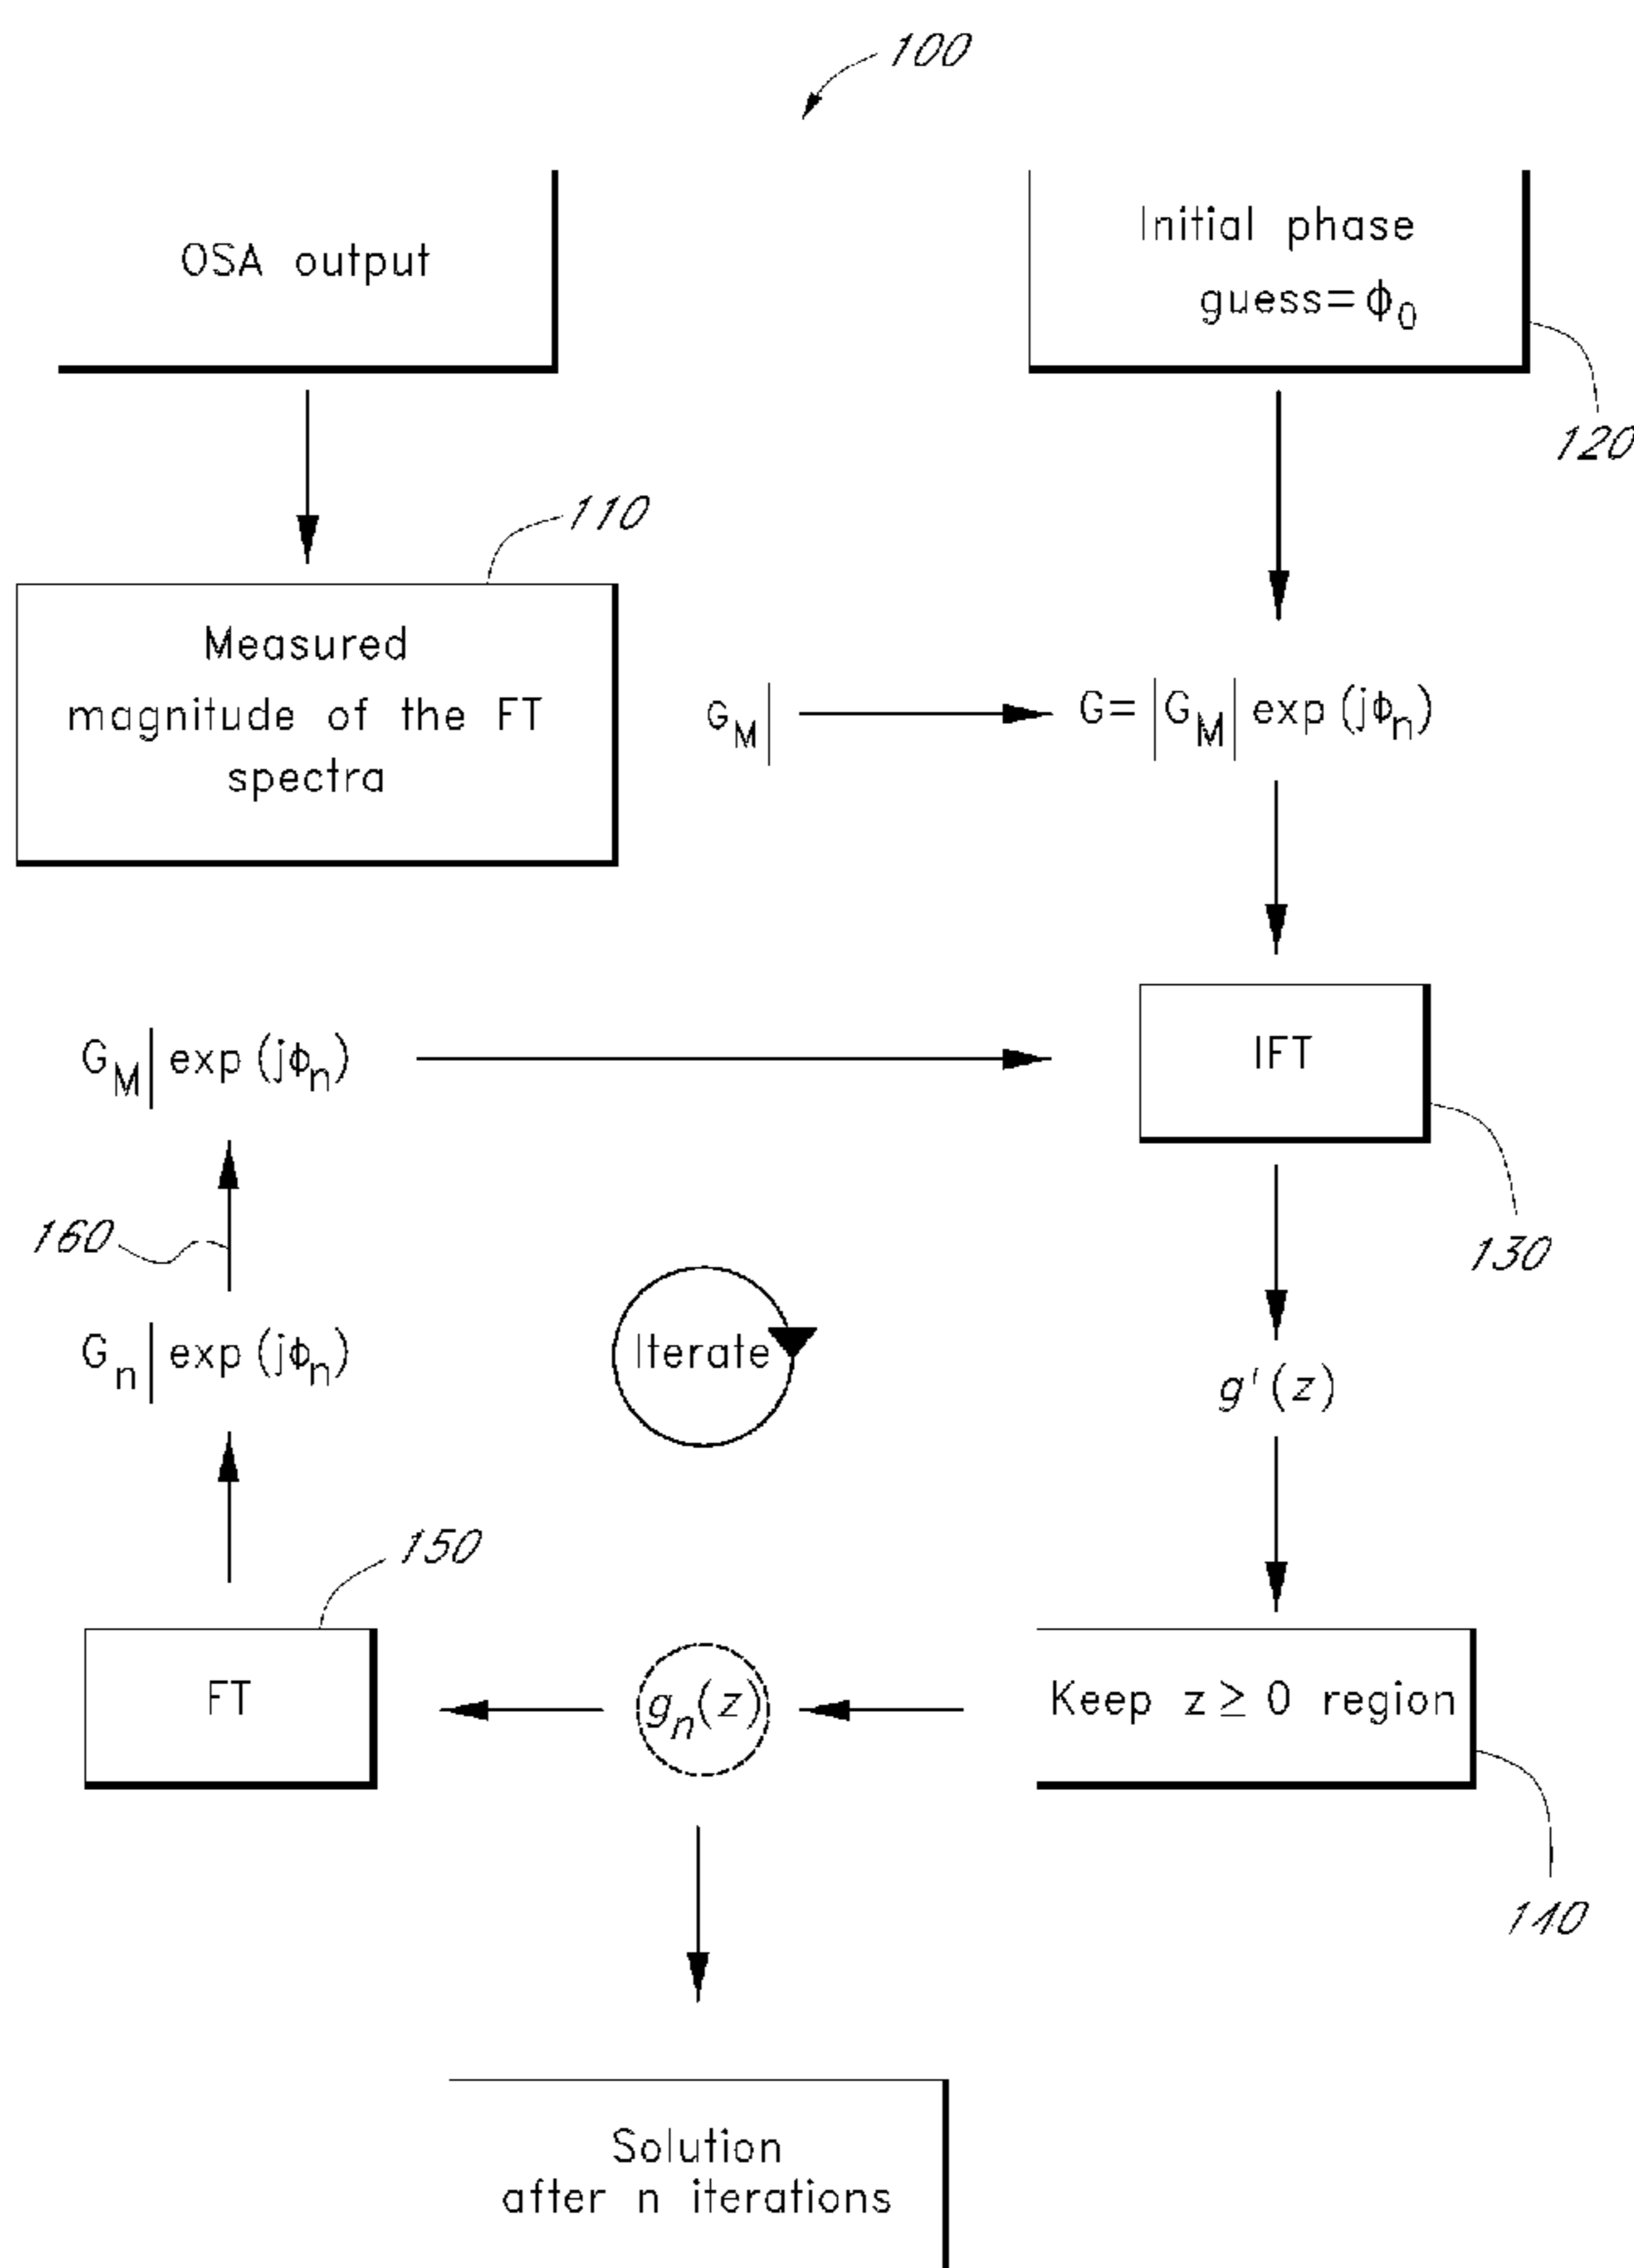 100
OSA output
Initial phase
guess=ϕ0
120
110
Measured
magnitude of the FT
spectra
GM|
G=|GM| exp (jϕn)
GM| exp (jϕn)
IFT
160
130
Gn| exp (jϕn)
Iterate
g'(z)
150
FT
gn(z)
Keep z ≥ 0 region
140
Solution
after n iterations